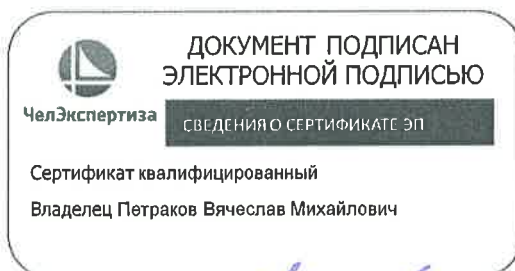 ДОКУМЕНТ ПОДПИСАН
ЭЛЕКТРОННОЙ ПОДПИСЬЮ
ЧелЭкспертиза
СВЕДЕНИЯ О СЕРТИФИКАТЕ ЭП
Сертификат квалифицированный
Владелец Петраков Вячеслав Михайлович